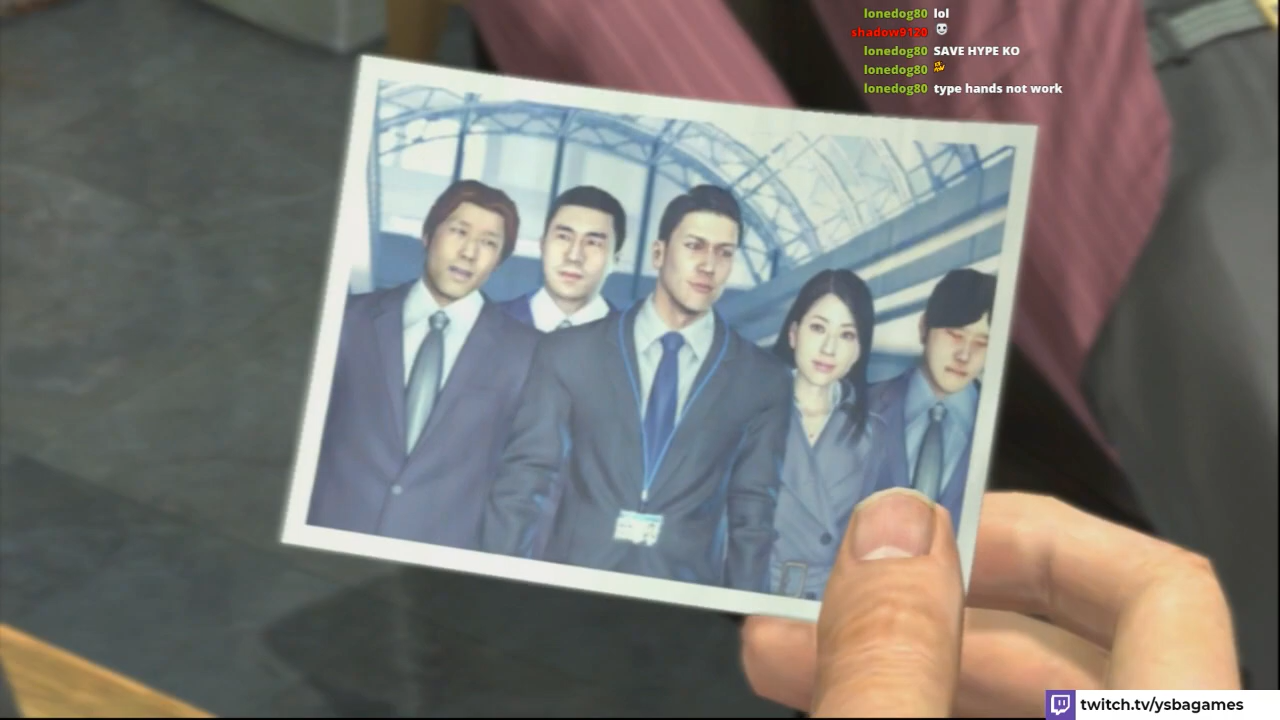 lonedog80 lol
shadow9120
lonedog80 SAVE HYPE KO
lonedog80
lonedog80 type hands not work
twitch.tv/ysbagames